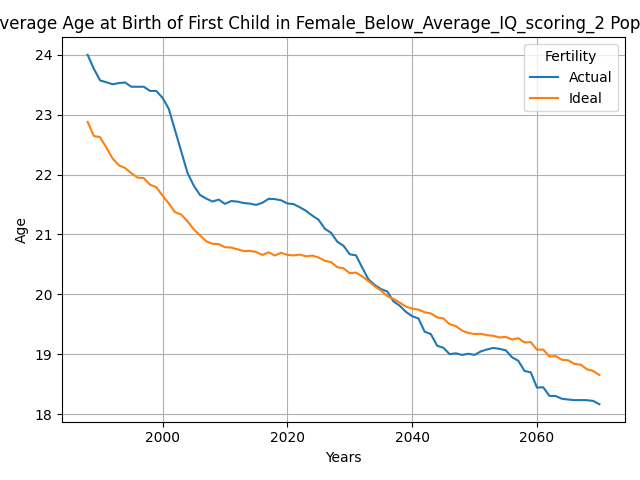 verage Age at Birth of First Child in Female_Below_Average_IQ_scoring_2 Pop
24
23
22
21
20
19
18
Age
Fertility
Actual
Ideal
2000
2020
2040
2060
Years